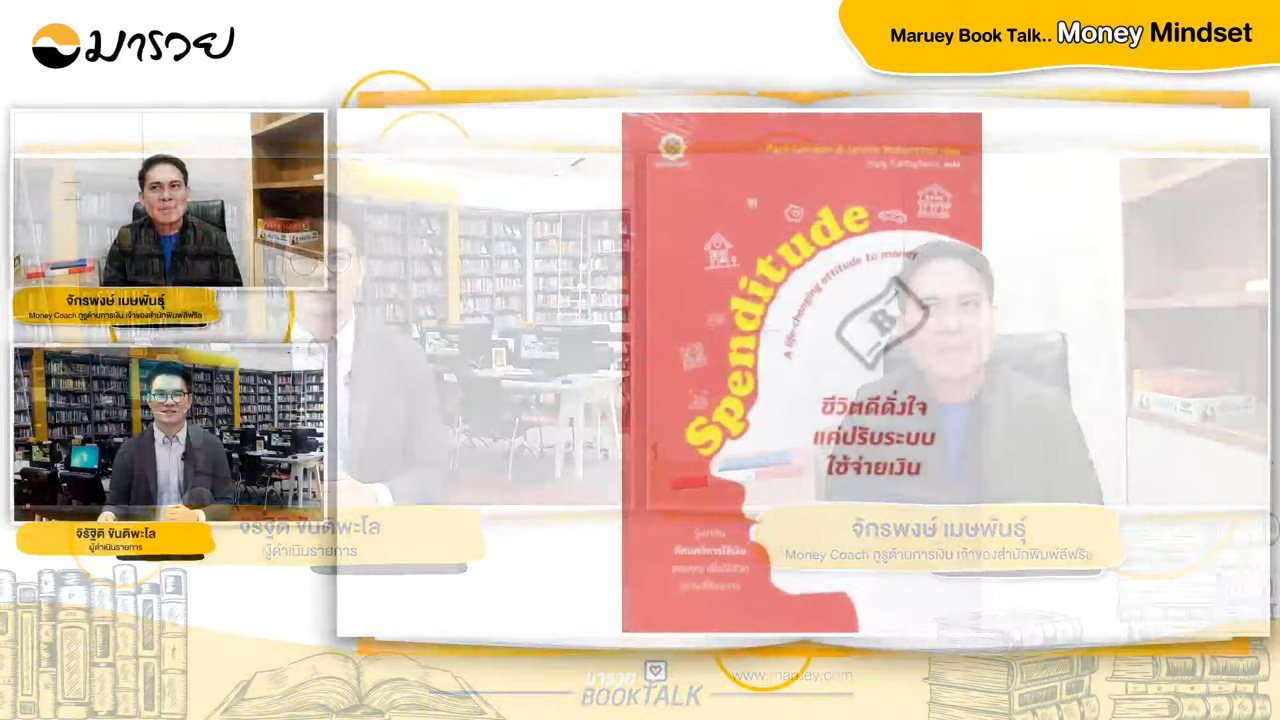 มารวย
Maruey Book Talk.. Money Mindset
จักรพงษ์ เมษพันธุ์
Money Coach กูรูด้านการเงิน เจ้าของสำนักพิมพ์ซีฟริช
จิรัฐิติ ขันติพะโล
ผู้ดำเนินรายการ
Spenditude
A life-changing attitude to money
ชีวิตดีดั่งใจ
แค่ปรับระบบ
ใช้จ่ายเงิน
จิรัฐิติ ขันติพะโล
ผู้ดำเนินรายการ
จักรพงษ์ เมษพันธุ์
Money Coach กูรูด้านการเงิน เจ้าของสำนักพิมพ์ซีฟริช
มารวย
BOOKTALK
www.maruey.com